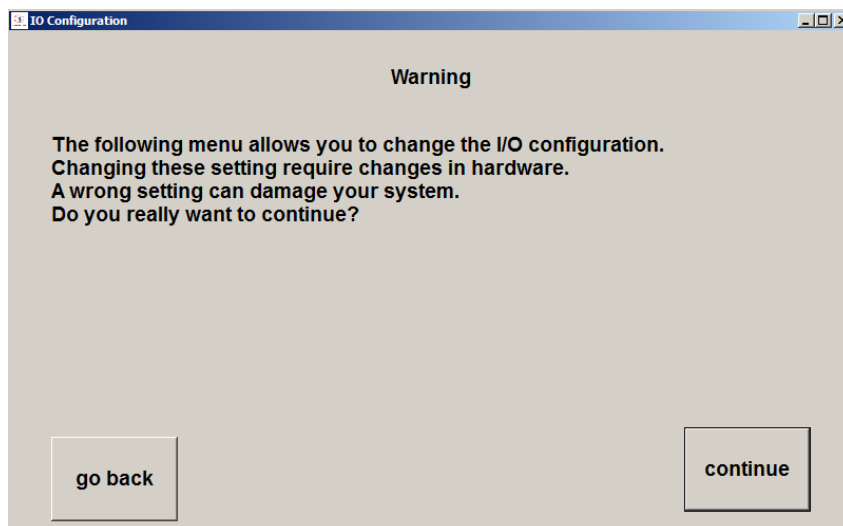 IO Configuration
Warning
The following menu allows you to change the I/O configuration.
Changing these setting require changes in hardware.
A wrong setting can damage your system.
Do you really want to continue?
go back
continue